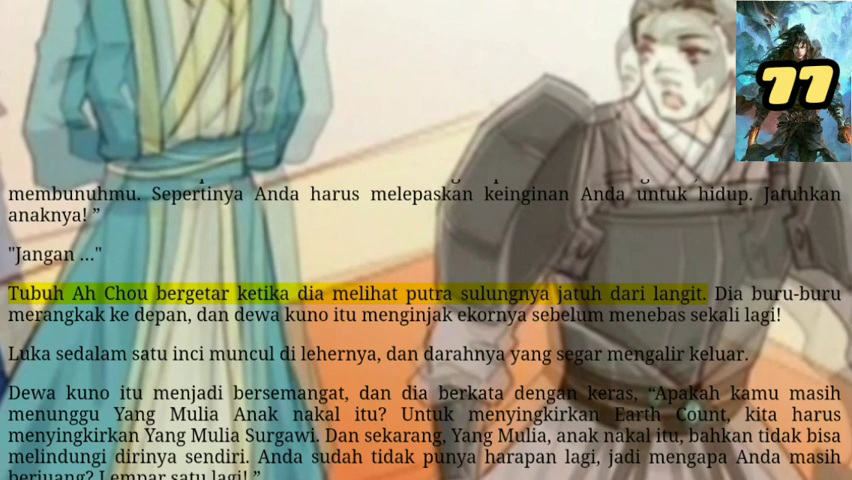 77
membunuhmu. Sepertinya Anda harus melepaskan keinginan Anda untuk hidup. Jatuhkan
anaknya! ”
"Jangan ..."
Tubuh Ah Chou bergetar ketika dia melihat putra sulungnya jatuh dari langit. Dia buru-buru
merangkak ke depan, dan dewa kuno itu menginjak ekornya sebelum menebas sekali lagi!
Luka sedalam satu inci muncul di lehernya, dan darahnya yang segar mengalir keluar.
Dewa kuno itu menjadi bersemangat, dan dia berkata dengan keras, “Apakah kamu masih
menunggu Yang Mulia Anak nakal itu? Untuk menyingkirkan Earth Count, kita harus
menyingkirkan Yang Mulia Surgawi. Dan sekarang, Yang Mulia, anak nakal itu, bahkan tidak bisa
melindungi dirinya sendiri. Anda sudah tidak punya harapan lagi, jadi mengapa Anda masih
berjuang? Lempar satu lagi! ”